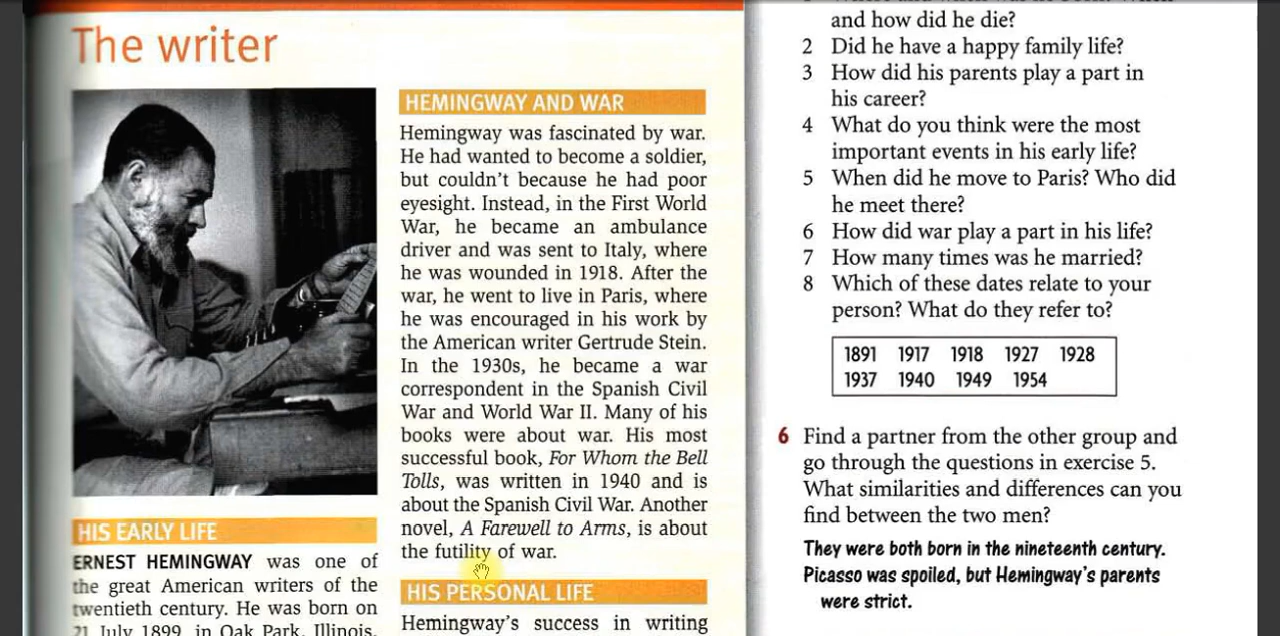 The writer
HIS EARLY LIFE
ERNEST HEMINGWAY was one of
the great American writers of the
twentieth century. He was born on
21 July 1899, in Oak Park, Illinois,
HEMINGWAY AND WAR
Hemingway was fascinated by war.
He had wanted to become a soldier,
but couldn't because he had poor
eyesight. Instead, in the First World
War, he became an ambulance
driver and was sent to Italy, where
he was wounded in 1918. After the
war, he went to live in Paris, where
he was encouraged in his work by
the American writer Gertrude Stein.
In the 1930s, he became a war
correspondent in the Spanish Civil
War and World War II. Many of his
books were about war. His most
successful book, For Whom the Bell
Tolls, was written in 1940 and is
about the Spanish Civil War. Another
novel, A Farewell to Arms, is about
the futility of war.
HIS PERSONAL LIFE
Hemingway's success in writing
and how did he die?
2 Did he have a happy family life?
3 How did his parents play a part in
his career?
4 What do you think were the most
important events in his early life?
5 When did he move to Paris? Who did
he meet there?
6 How did war play a part in his life?
7 How many times was he married?
8 Which of these dates relate to your
person? What do they refer to?
1891 1917 1918 1927 1928
1937 1940 1949 1954
6 Find a partner from the other group and
go through the questions in exercise 5.
What similarities and differences can you
find between the two men?
They were both born in the nineteenth century.
Picasso was spoiled, but Hemingway's parents
were strict.